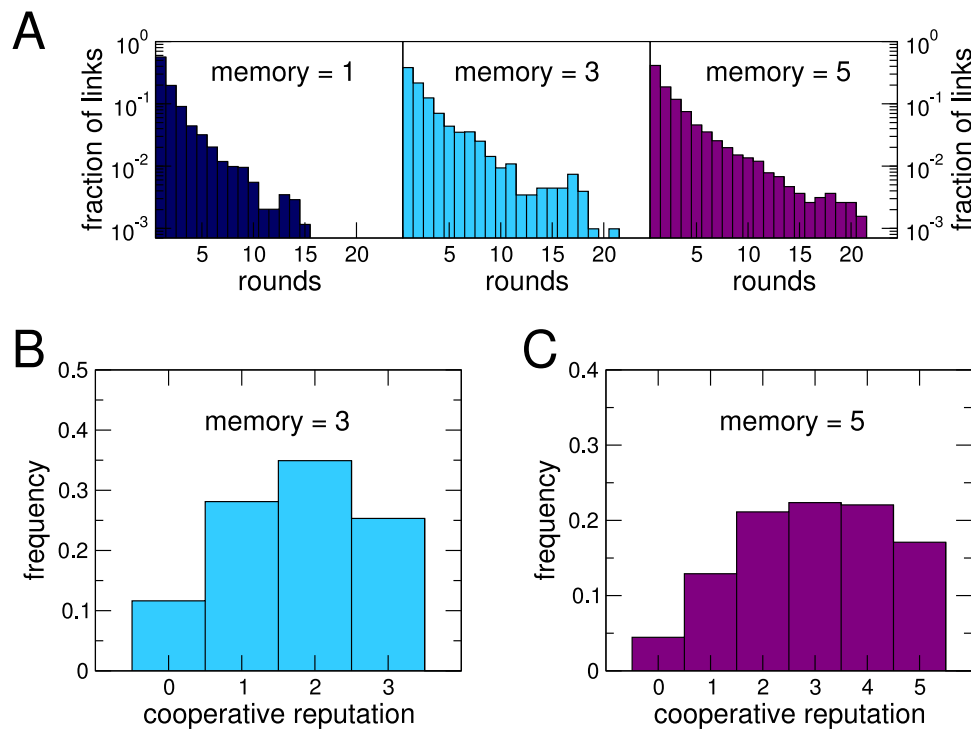 A
fraction of links
10^0
10^-1
10^-2
10^-3
memory = 1
memory = 3
memory = 5
10^0
10^-1
10^-2
10^-3
fraction of links
5 10 15 20
5 10 15 20
5 10 15 20
rounds
rounds
rounds
B
frequency
0.5
0.4
0.3
0.2
0.1
0
memory = 3
0 1 2 3
cooperative reputation
C
frequency
0.4
0.3
0.2
0.1
0
memory = 5
0 1 2 3 4 5
cooperative reputation